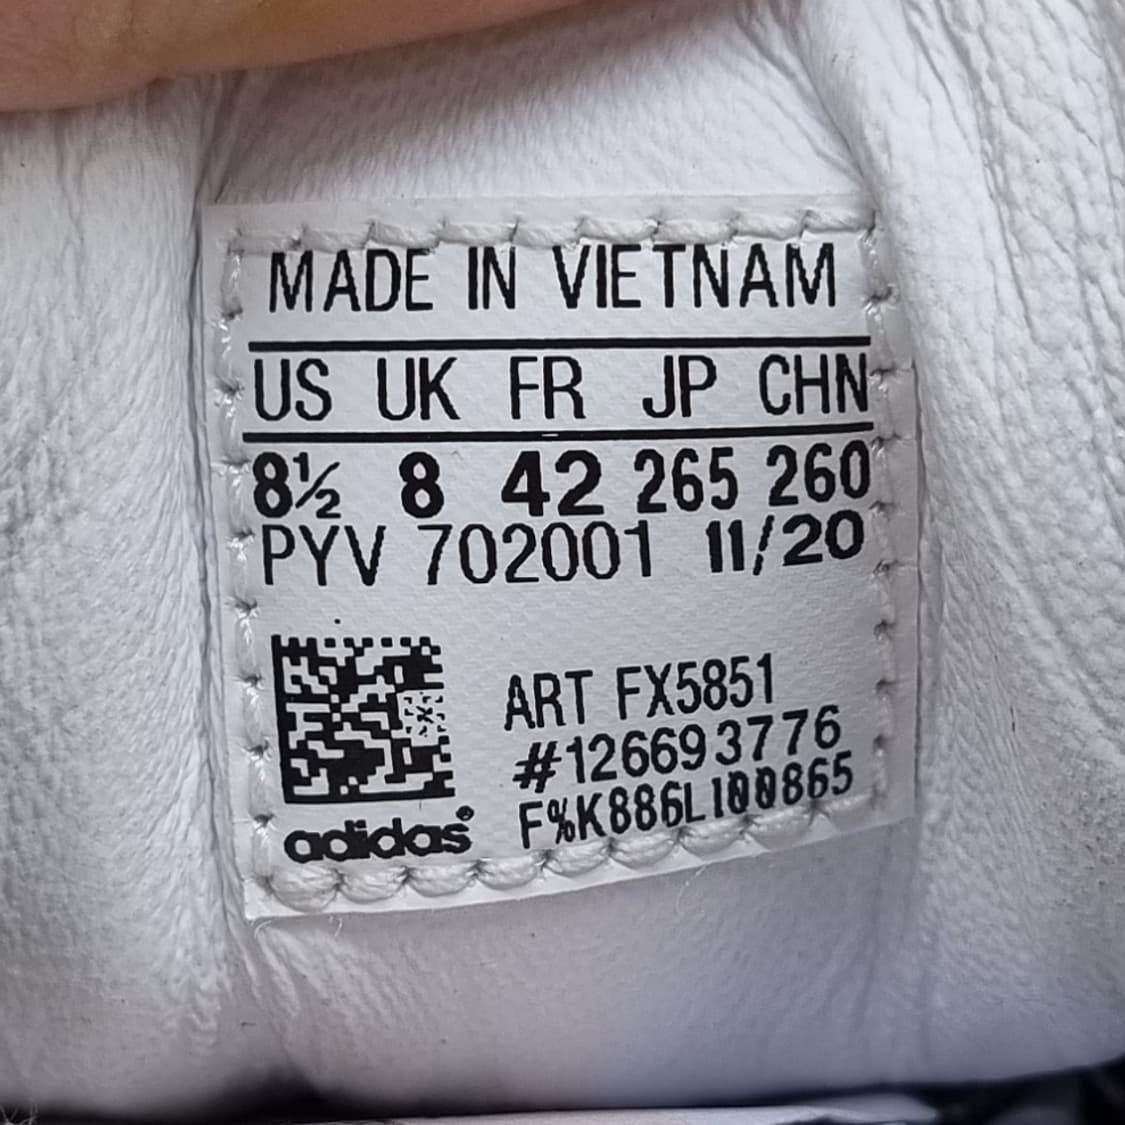 MADE IN VIETNAM
US UK FR JP CHN
8½ 8 42 265 260
PYV 702001 11/20
ART FX5851
#126693776
F%K886L100865
adidas®